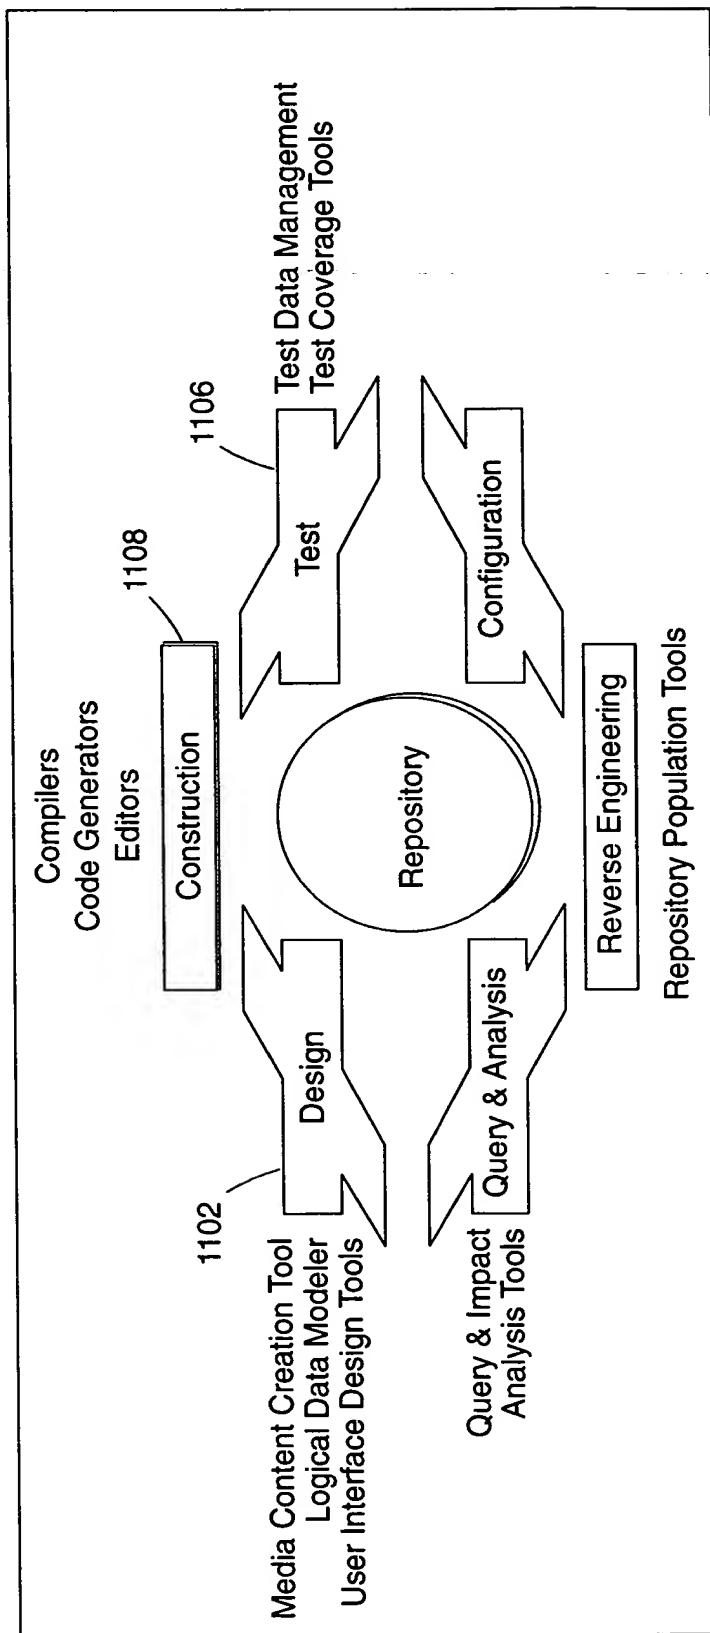 Compilers
Code Generators
Editors
Construction
1108
1102
1106
Media Content Creation Tool
Logical Data Modeler
User Interface Design Tools
Design
Test
Test Data Management
Test Coverage Tools
Repository
Query & Impact
Analysis Tools
Query & Analysis
Configuration
Reverse Engineering
Repository Population Tools